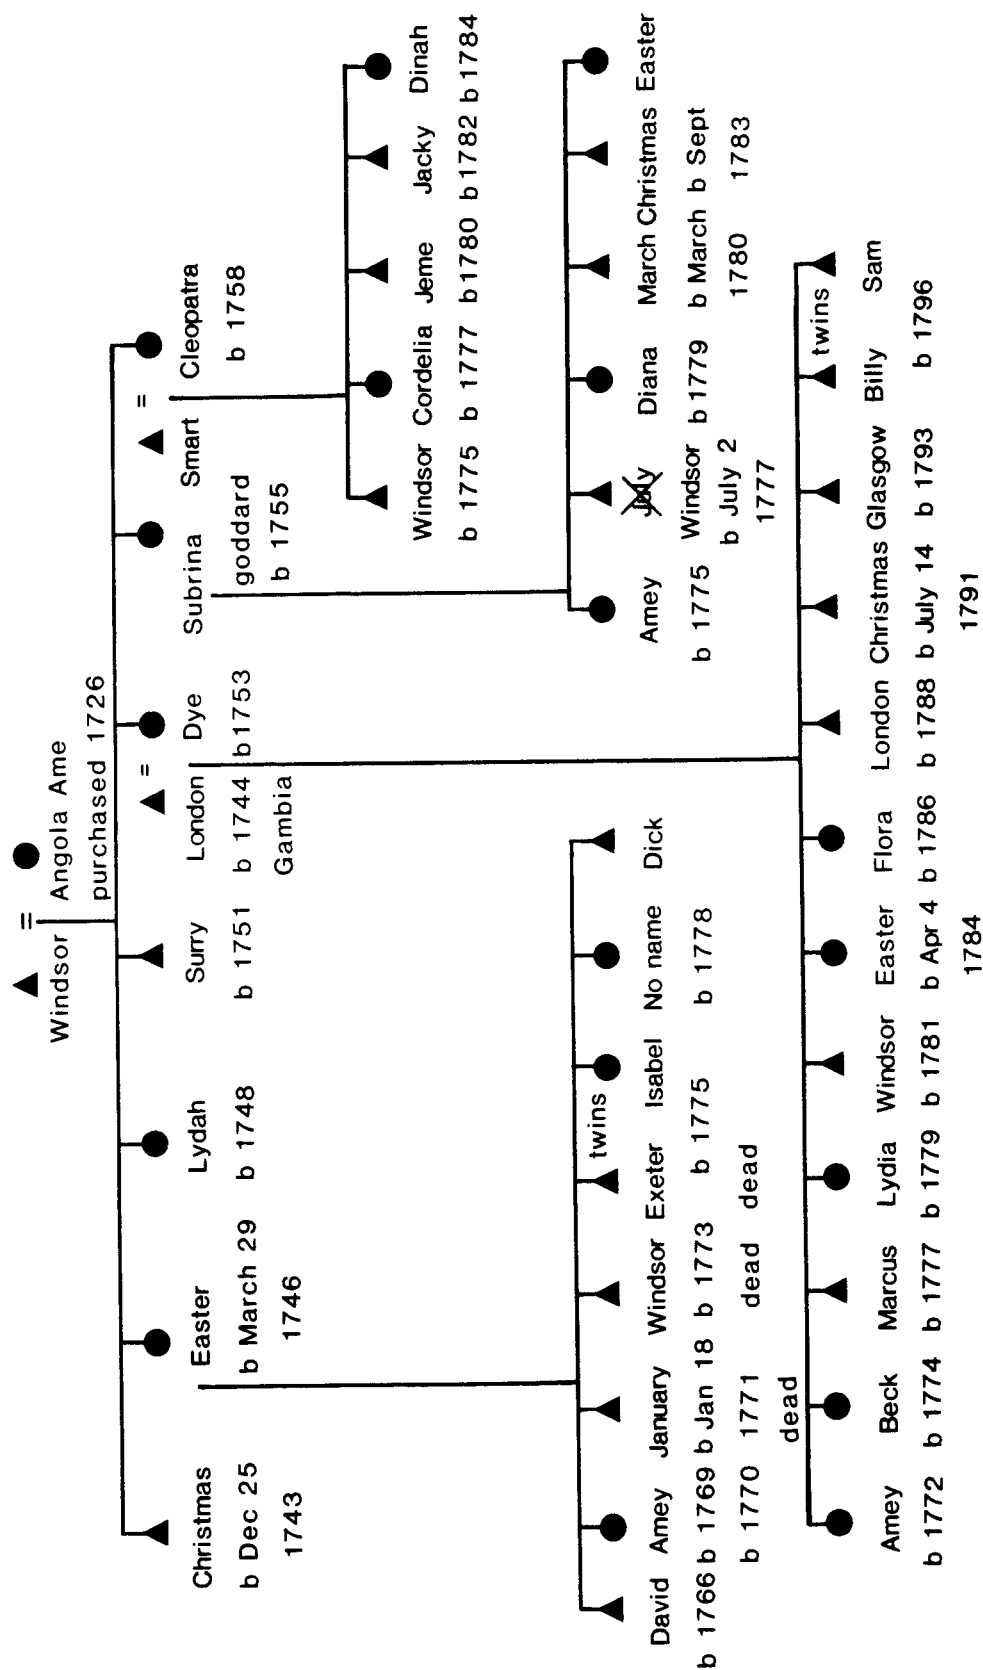 =
Windsor Angola Ame
purchased 1726
= =
Christmas Easter Lydah Surry London Dye Subrina Smart Cleopatra
b Dec 25 b March 29 b 1748 b 1751 b 1744 b 1753 goddard b 1758
1743 1746 Gambia b 1755
Windsor Cordelia Jeme Jacky Dinah
b 1775 b 1777 b 1780 b 1782 b 1784
twins
David Amey January Windsor Exeter Isabel No name Dick Amey July Diana March Christmas Easter
b 1766 b 1769 b Jan 18 b 1773 b 1775 b 1778 b 1775 Windsor b 1779 b March b Sept
b 1770 1771 dead dead b July 2 1780 1783
dead 1777
twins
Amey Beck Marcus Lydia Windsor Easter Flora London Christmas Glasgow Billy Sam
b 1772 b 1774 b 1777 b 1779 b 1781 b Apr 4 b 1786 b 1788 b July 14 b 1793 b 1796
1784 1791